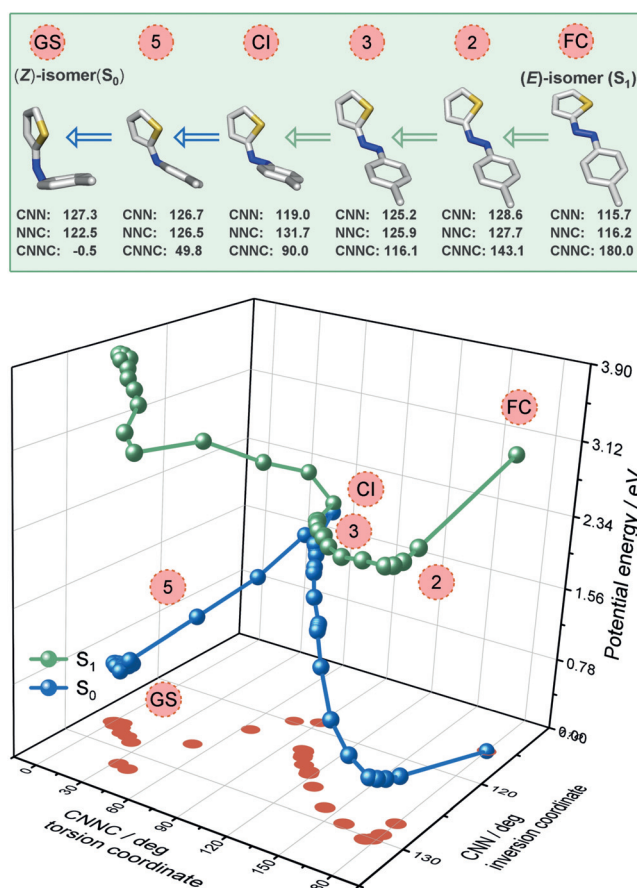 GS 5 CI 3 2 FC
(Z)-isomer(S0) (E)-isomer (S1)
CNN: 127.3 CNN: 126.7 CNN: 119.0 CNN: 125.2 CNN: 128.6 CNN: 115.7
NNC: 122.5 NNC: 126.5 NNC: 131.7 NNC: 125.9 NNC: 127.7 NNC: 116.2
CNNC: -0.5 CNNC: 49.8 CNNC: 90.0 CNNC: 116.1 CNNC: 143.1 CNNC: 180.0
3.90
FC
3.12
CI
2.34
3
5
2
1.56
Potential energy / eV
S1
0.78
S0
GS
0.00
0
30
60
90
120
150
180
120
130
CNNC / deg
torsion coordinate
CNN / deg
inversion coordinate